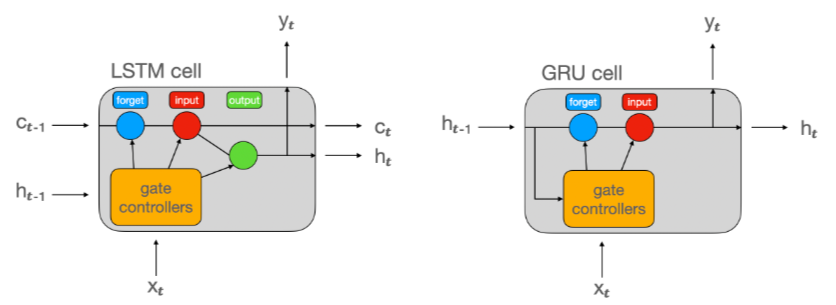 y_t
LSTM cell
forget input output
c_{t-1}
c_t
h_t
h_{t-1}
gate
controllers
x_t
y_t
GRU cell
forget input
h_{t-1}
h_t
gate
controllers
x_t